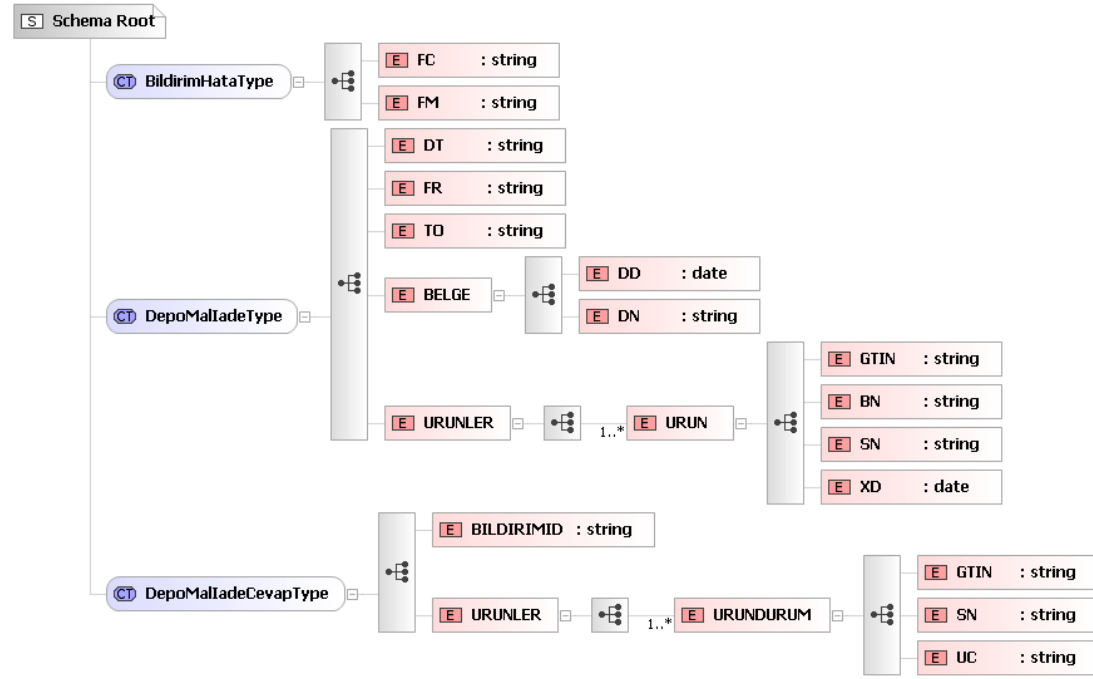 S Schema Root
CT BildirimHataType
E FC : string
E FM : string
CT DepoMalIadeType
E DT : string
E FR : string
E TO : string
E BELGE
E DD : date
E DN : string
E URUNLER
1..* E URUN
E GTIN : string
E BN : string
E SN : string
E XD : date
CT DepoMalIadeCevapType
E BILDIRIMID : string
E URUNLER
1..* E URUNDURUM
E GTIN : string
E SN : string
E UC : string